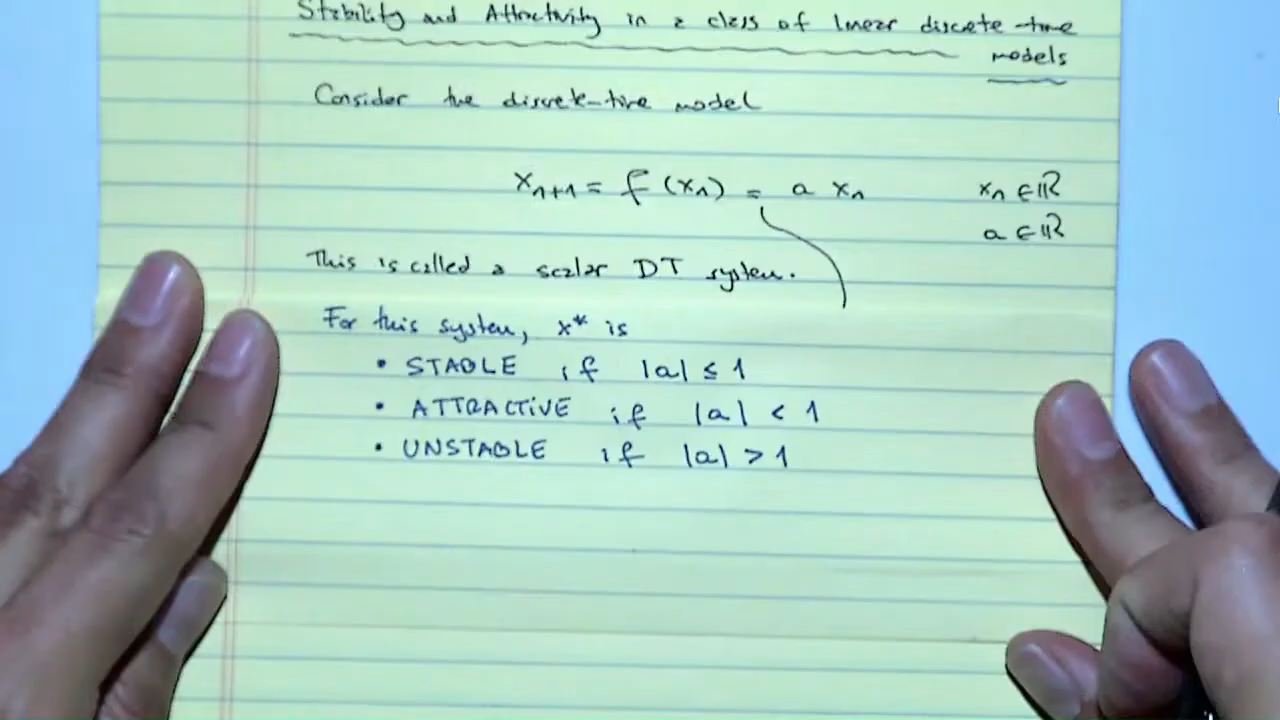 Stability and Attractivity in a class of linear discrete-time
models
Consider the discrete-time model
xₙ₊₁ = f(xₙ) = a xₙ xₙ ∈ ℝ
a ∈ ℝ
This is called a scalar DT system.
For this system, x* is
• STABLE if |a| ≤ 1
• ATTRACTIVE if |a| < 1
• UNSTABLE if |a| > 1